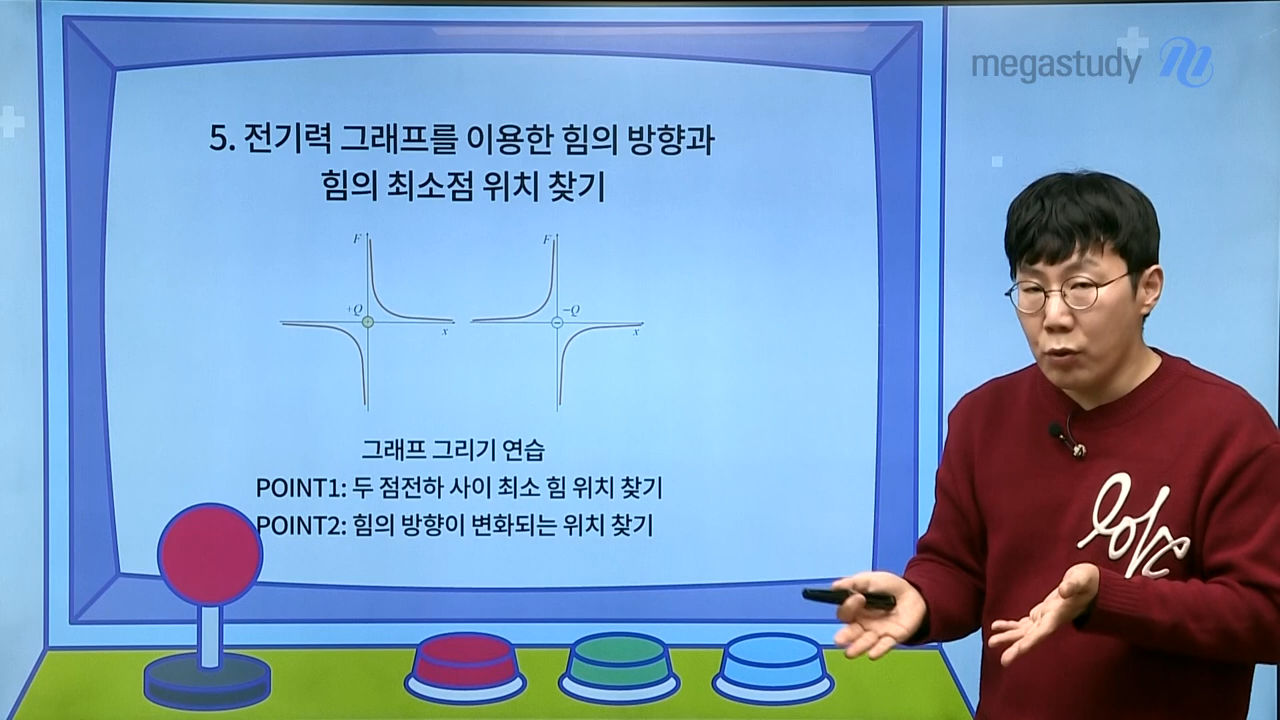 megastudy
5. 전기력 그래프를 이용한 힘의 방향과
힘의 최소점 위치 찾기
F
F
+Q
-Q
x
x
그래프 그리기 연습
POINT1: 두 점전하 사이 최소 힘 위치 찾기
POINT2: 힘의 방향이 변화되는 위치 찾기